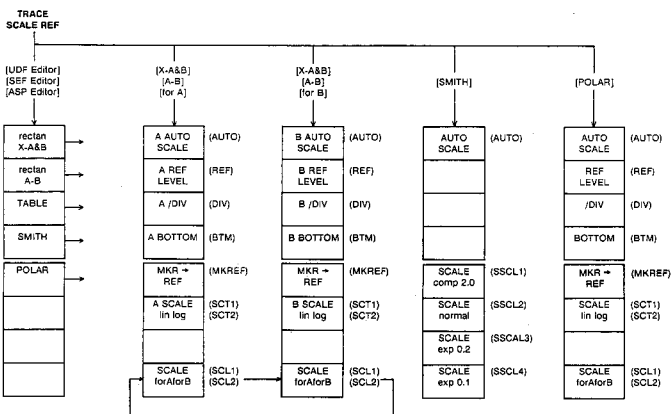 TRACE
SCALE REF
[UDF Editor]
[SEF Editor]
[ASP Editor]
rectan
X-A&B
rectan
A-B
TABLE
SMITH
POLAR
[X-A&B]
[A-B]
[for A]
A AUTO
SCALE
(AUTO)
A REF
LEVEL
(REF)
A /DIV
(DIV)
A BOTTOM
(BTM)
MKR →
REF
(MKREF)
A SCALE
lin log
(SCT1)
(SCT2)
SCALE
forAforB
(SCL1)
(SCL2)
[X-A&B]
[A-B]
[for B]
B AUTO
SCALE
(AUTO)
B REF
LEVEL
(REF)
B /DIV
(DIV)
B BOTTOM
(BTM)
MKR →
REF
(MKREF)
B SCALE
lin log
(SCT1)
(SCT2)
SCALE
forAforB
(SCL1)
(SCL2)
[SMITH]
AUTO
SCALE
(AUTO)
SCALE
comp 2.0
(SSCL1)
SCALE
normal
(SSCL2)
SCALE
exp 0.2
(SSCAL3)
SCALE
exp 0.1
(SSCL4)
[POLAR]
AUTO
SCALE
(AUTO)
REF
LEVEL
(REF)
/DIV
(DIV)
BOTTOM
(BTM)
MKR →
REF
(MKREF)
SCALE
lin log
(SCT1)
(SCT2)
SCALE
forAforB
(SCL1)
(SCL2)